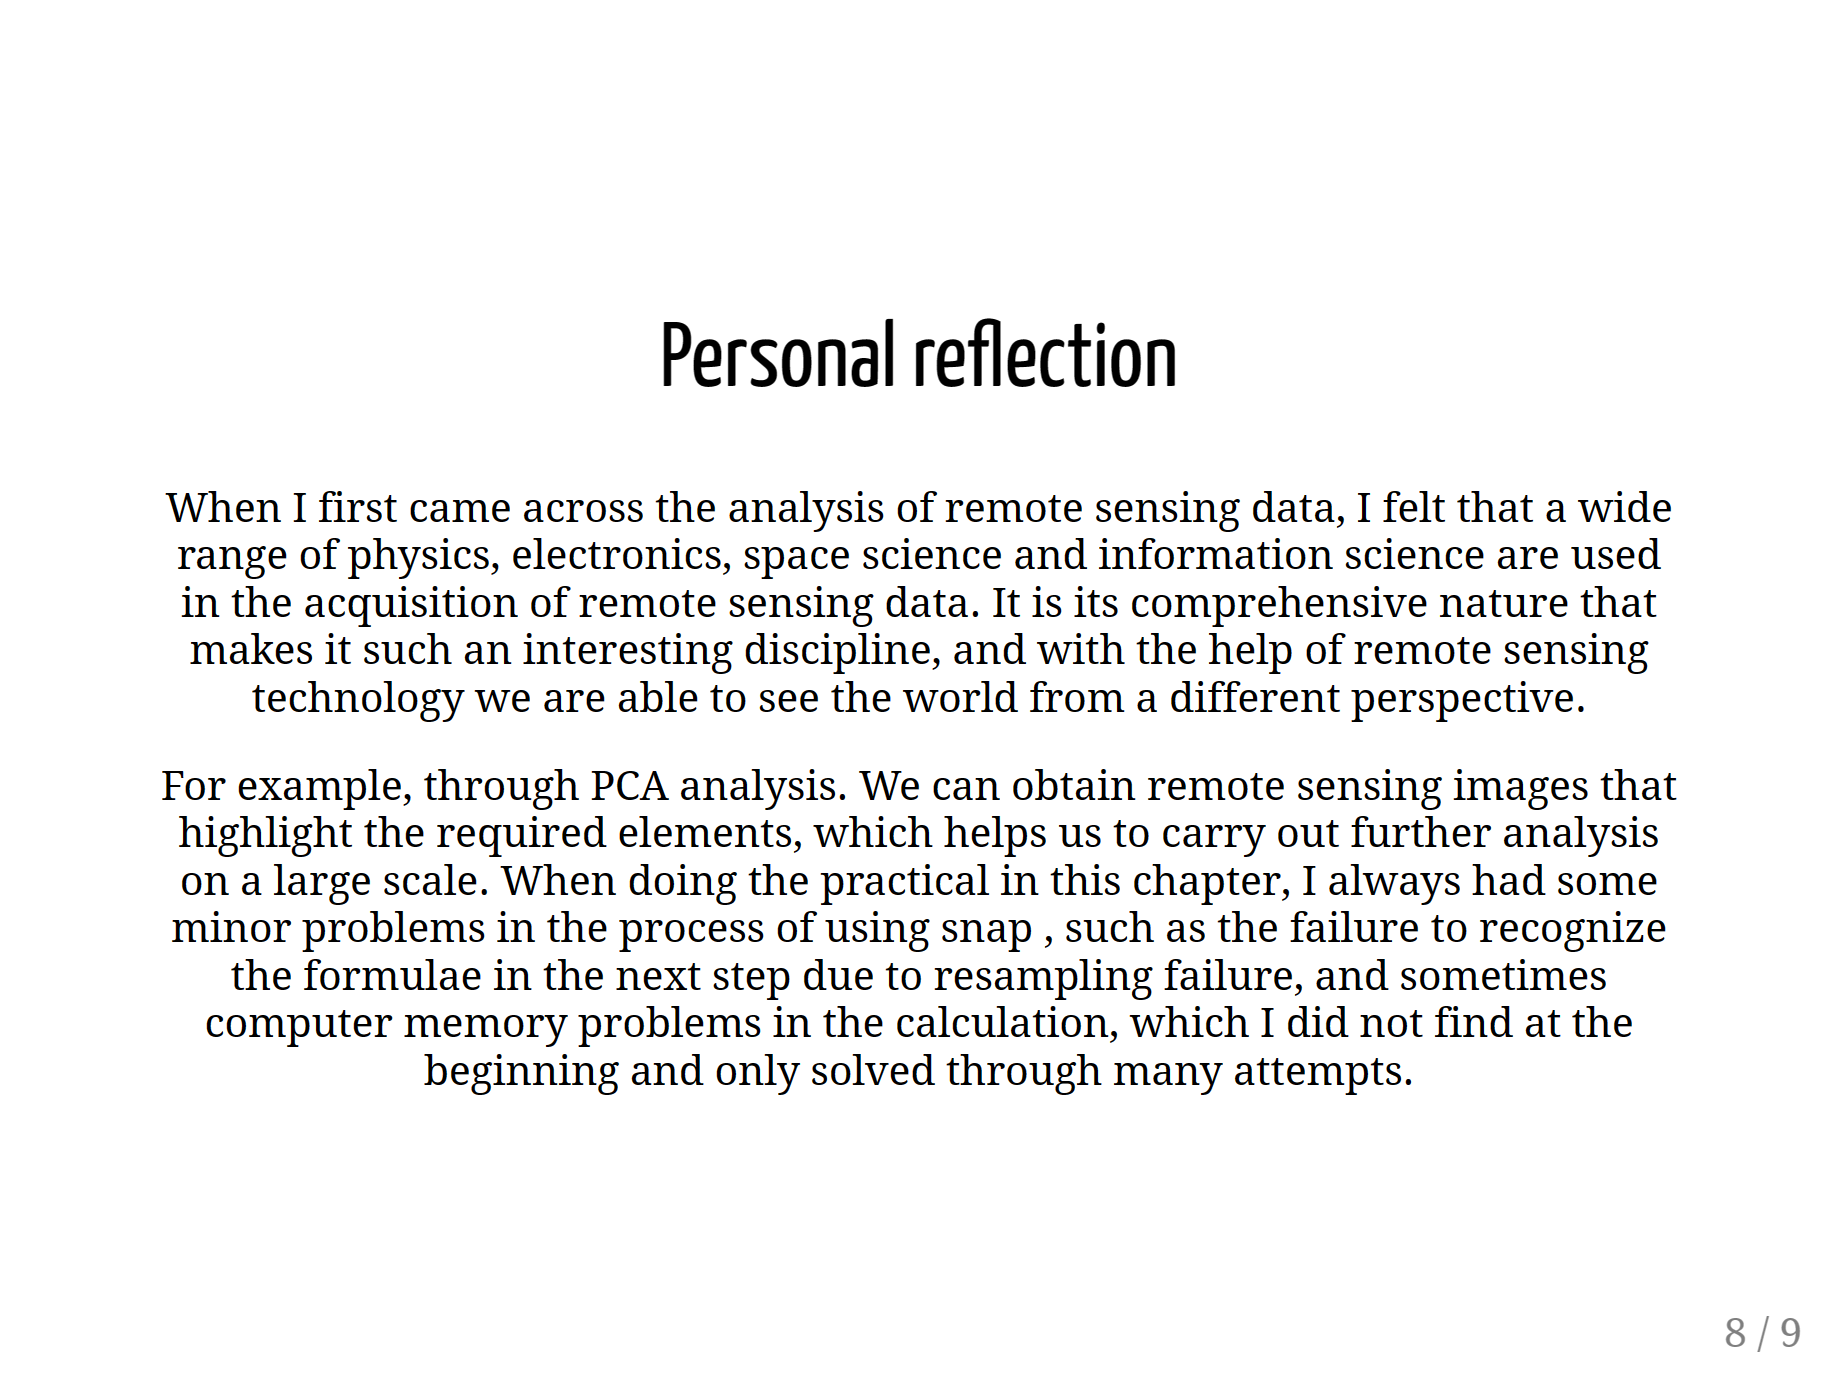 Personal reflection
When I first came across the analysis of remote sensing data, I felt that a wide
range of physics, electronics, space science and information science are used
in the acquisition of remote sensing data. It is its comprehensive nature that
makes it such an interesting discipline, and with the help of remote sensing
technology we are able to see the world from a different perspective.
For example, through PCA analysis. We can obtain remote sensing images that
highlight the required elements, which helps us to carry out further analysis
on a large scale. When doing the practical in this chapter, I always had some
minor problems in the process of using snap , such as the failure to recognize
the formulae in the next step due to resampling failure, and sometimes
computer memory problems in the calculation, which I did not find at the
beginning and only solved through many attempts.
8 / 9